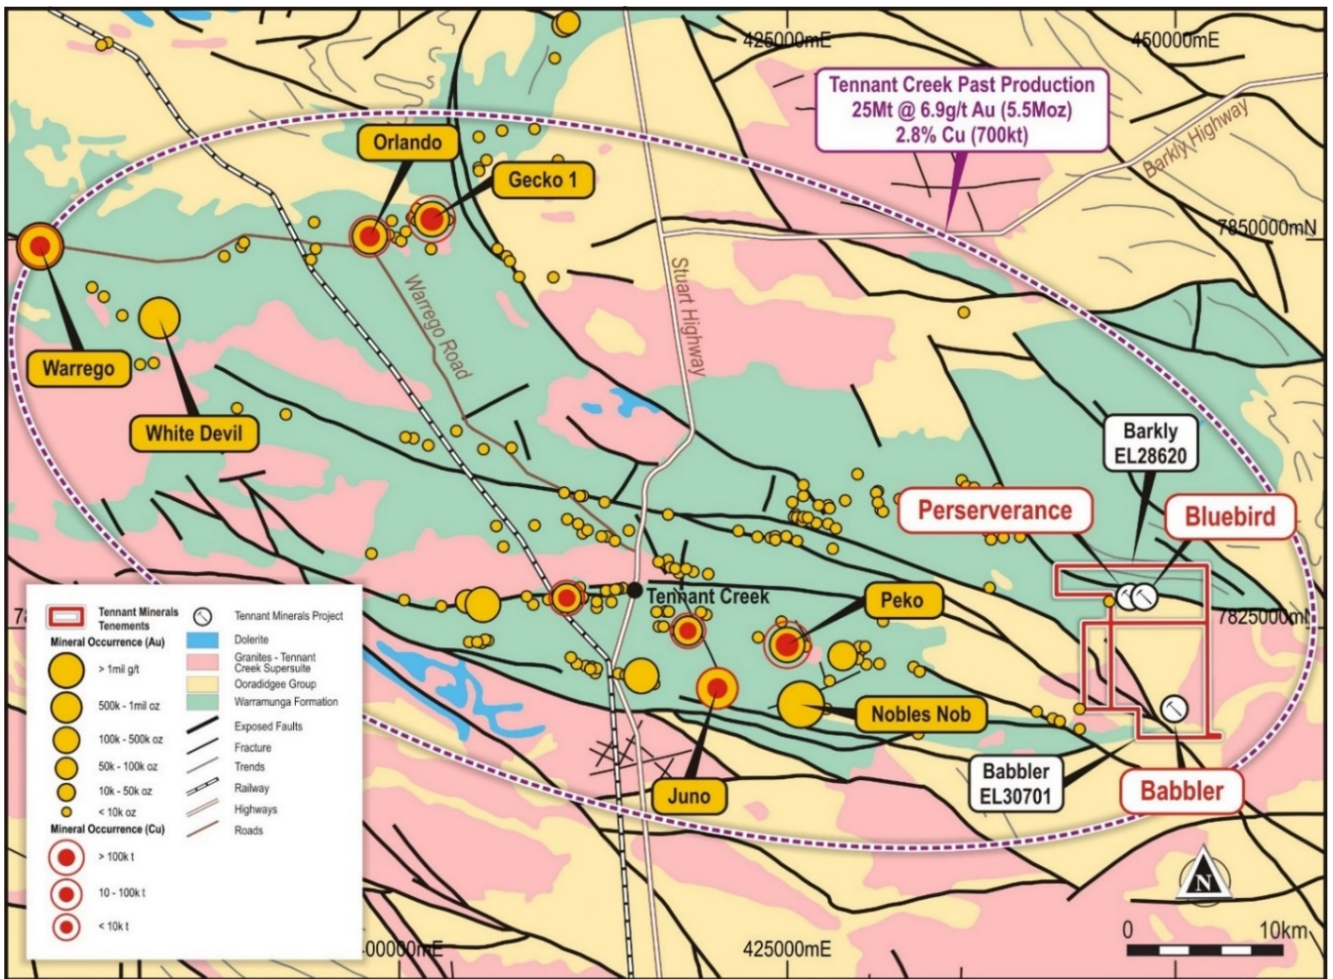 425000mE
450000mE
Tennant Creek Past Production
25Mt @ 6.9g/t Au (5.5Moz)
2.8% Cu (700kt)
Barkly Highway
Orlando
Gecko 1
7850000mN
Warrego Road
Stuart Highway
Warrego
White Devil
Barkly
EL28620
Perserverance
Bluebird
Tennant Creek
Peko
7825000mN
78
Nobles Nob
Babbler
EL30701
Babbler
Juno
Tennant Minerals
Tenements
Mineral Occurrence (Au)
> 1mil g/t
500k - 1mil oz
100k - 500k oz
50k - 100k oz
10k - 50k oz
< 10k oz
Mineral Occurrence (Cu)
> 100k t
10 - 100k t
< 10k t
Tennant Minerals Project
Dolerite
Granites - Tennant
Creek Supersuite
Ooradidgee Group
Warramunga Formation
Exposed Faults
Fracture
Trends
Railway
Highways
Roads
N
0 10km
00000mE
425000mE